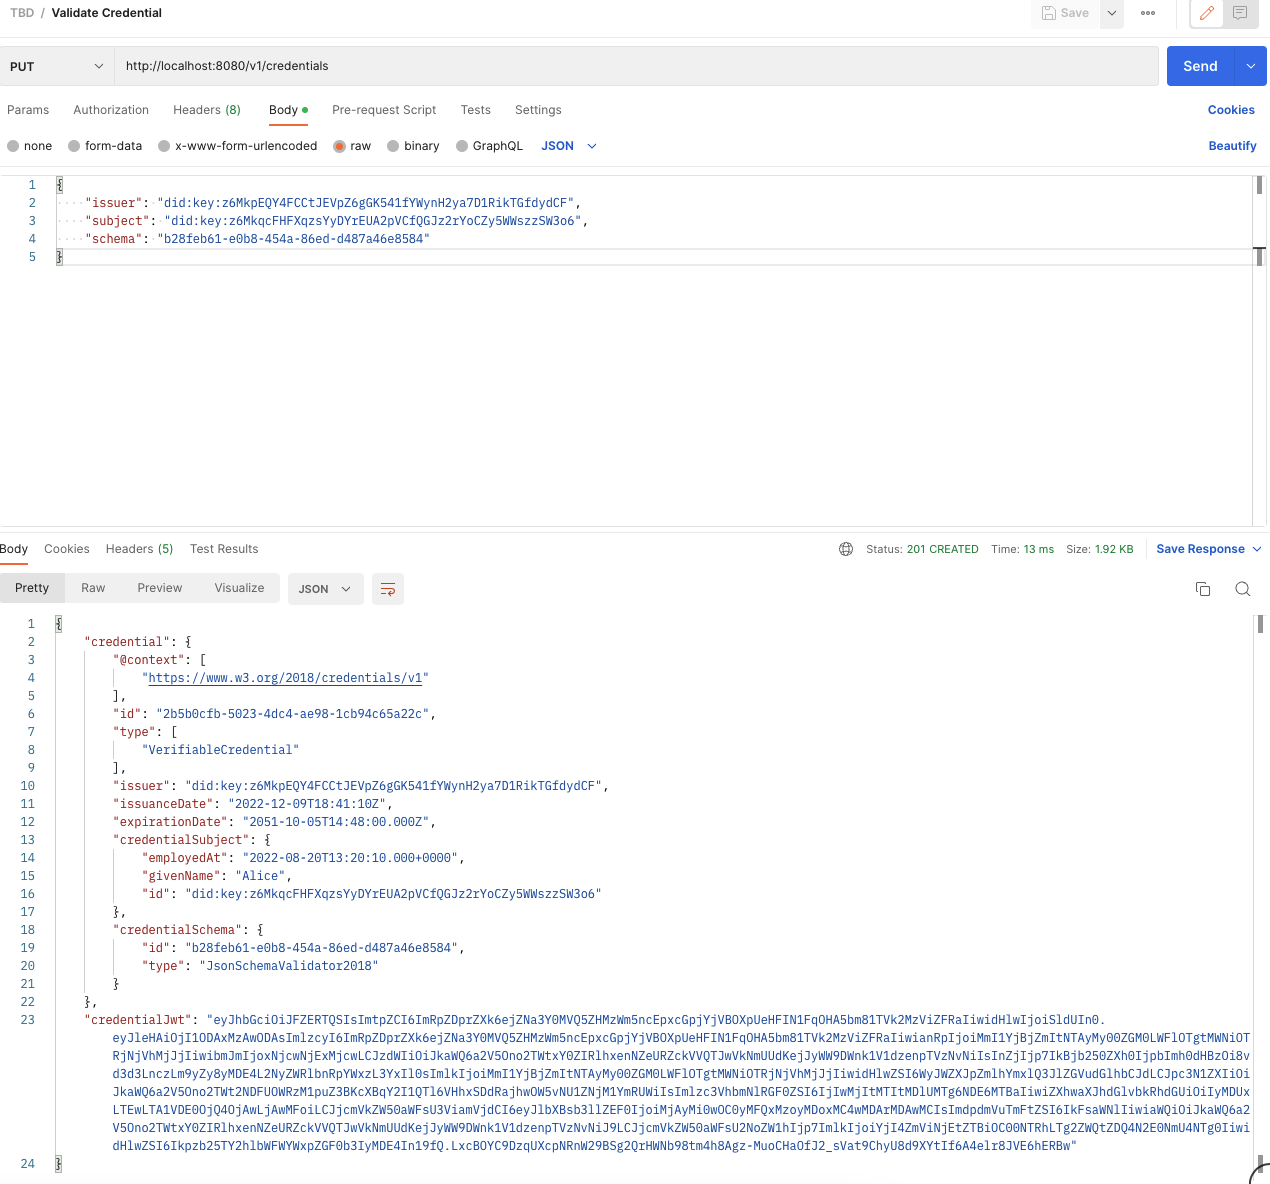 TBD / Validate Credential
Save
PUT http://localhost:8080/v1/credentials Send
Params Authorization Headers (8) Body Pre-request Script Tests Settings Cookies
none form-data x-www-form-urlencoded raw binary GraphQL JSON Beautify
1 {
2 "issuer": "did:key:z6MkpEQY4FCCtJEVpZ6gGK541fYWynH2ya7D1RikTGfdydCF",
3 "subject": "did:key:z6MkqcFHFXqzsYyDYrEUA2pVCfQGJz2rYoCZy5WWszzSW3o6",
4 "schema": "b28feb61-e0b8-454a-86ed-d487a46e8584"
5 }
Body Cookies Headers (5) Test Results Status: 201 CREATED Time: 13 ms Size: 1.92 KB Save Response
Pretty Raw Preview Visualize JSON
1 {
2 "credential": {
3 "@context": [
4 "https://www.w3.org/2018/credentials/v1"
5 ],
6 "id": "2b5b0cfb-5023-4dc4-ae98-1cb94c65a22c",
7 "type": [
8 "VerifiableCredential"
9 ],
10 "issuer": "did:key:z6MkpEQY4FCCtJEVpZ6gGK541fYWynH2ya7D1RikTGfdydCF",
11 "issuanceDate": "2022-12-09T18:41:10Z",
12 "expirationDate": "2051-10-05T14:48:00.000Z",
13 "credentialSubject": {
14 "employedAt": "2022-08-20T13:20:10.000+0000",
15 "givenName": "Alice",
16 "id": "did:key:z6MkqcFHFXqzsYyDYrEUA2pVCfQGJz2rYoCZy5WWszzSW3o6"
17 },
18 "credentialSchema": {
19 "id": "b28feb61-e0b8-454a-86ed-d487a46e8584",
20 "type": "JsonSchemaValidator2018"
21 }
22 },
23 "credentialJwt":
24 }